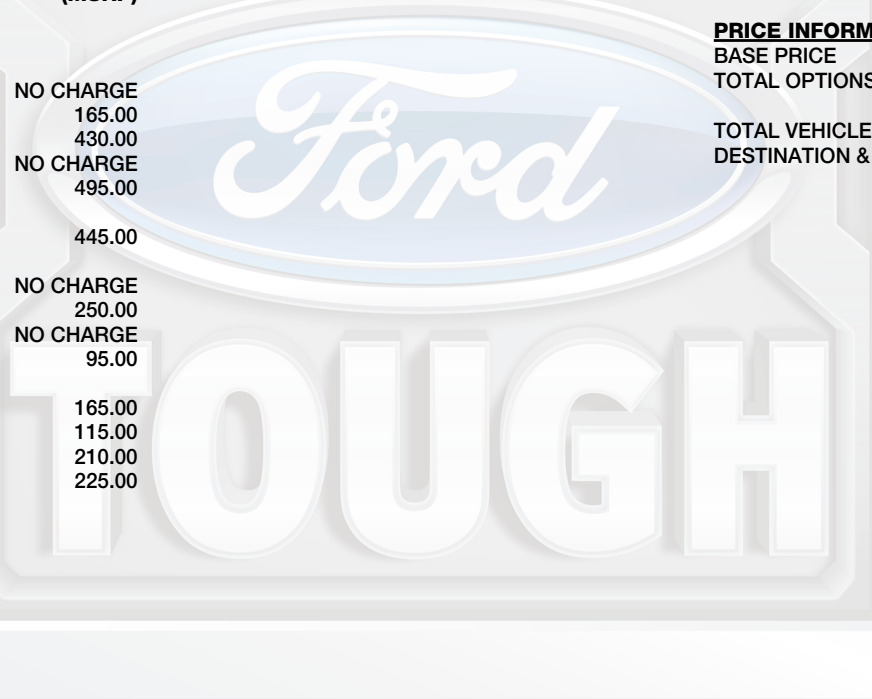 NO CHARGE
165.00
430.00
NO CHARGE
495.00
445.00
NO CHARGE
250.00
NO CHARGE
95.00
165.00
115.00
210.00
225.00
PRICE INFORM
BASE PRICE
TOTAL OPTIONS
TOTAL VEHICLE
DESTINATION &
Ford
TOUGH